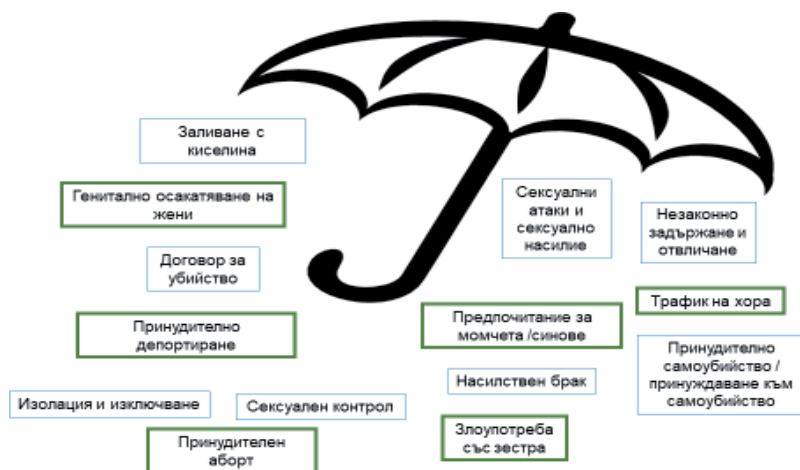 Заливане с
киселина
Генитално осакатяване на
жени
Договор за
убийство
Принудително
депортиране
Изолация и изключване
Сексуален контрол
Принудителен
аборт
Сексуални
атаки и
сексуално
насилие
Незаконно
задържане и
отвличане
Трафик на хора
Предпочитание за
момчета /синове
Принудително
самоубийство /
принуждаване към
самоубийство
Насилствен брак
Злоупотреба
със зестра